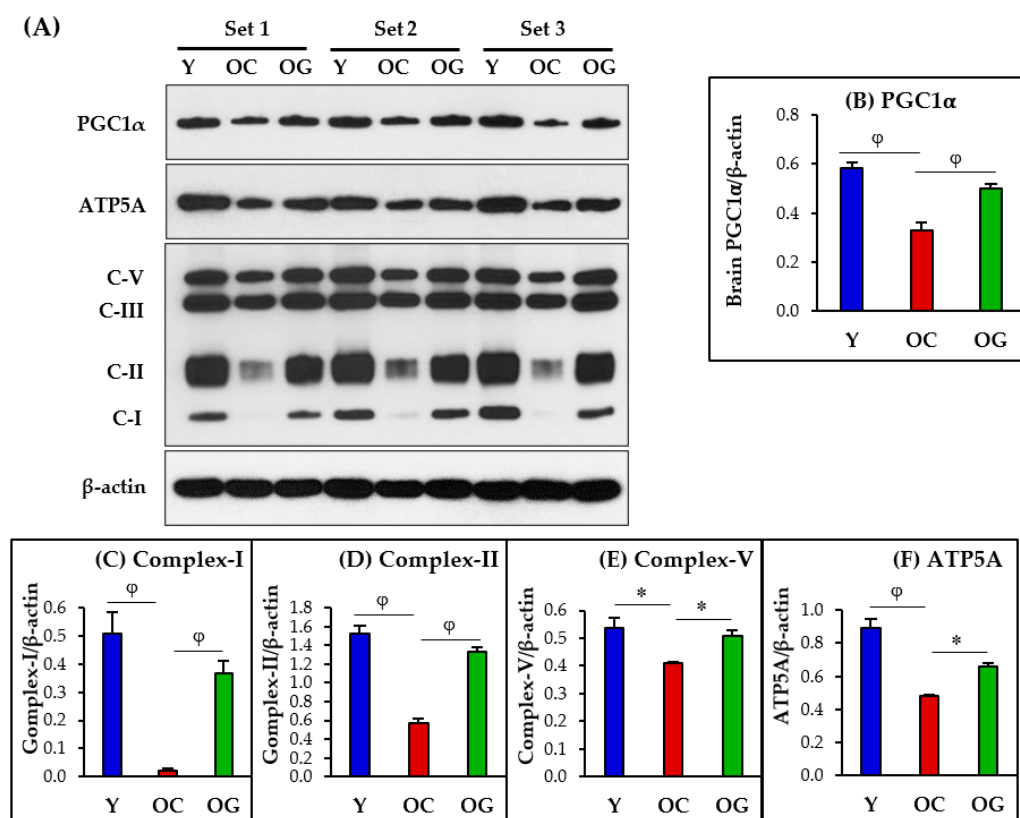 (A)
Set 1 Set 2 Set 3
Y OC OG Y OC OG Y OC OG
PGC1α
ATP5A
C-V
C-III
C-II
C-I
β-actin
(B) PGC1α
Brain PGC1α/β-actin
0.8
0.6
0.4
0.2
0.0
φ
φ
Y OC OG
(C) Complex-I
Gomplex-I/β-actin
0.6
0.5
0.4
0.3
0.2
0.1
0.0
φ
φ
Y OC OG
(D) Complex-II
Gomplex-II/β-actin
1.8
1.6
1.4
1.2
1.0
0.8
0.6
0.4
0.2
0.0
φ
φ
Y OC OG
(E) Complex-V
Complex-V/β-actin
0.6
0.5
0.4
0.3
0.2
0.1
0.0
*
*
Y OC OG
(F) ATP5A
ATP5A/β-actin
1.0
0.8
0.6
0.4
0.2
0.0
φ
*
Y OC OG